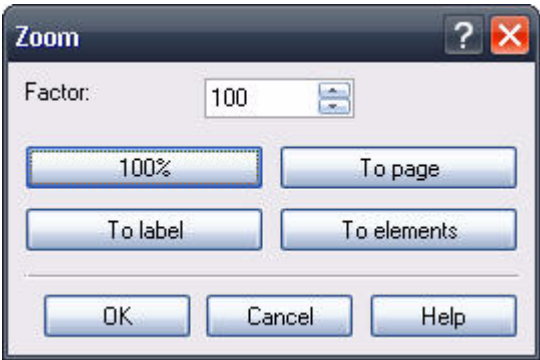 Zoom
Factor: 100
100% To page
To label To elements
OK Cancel Help